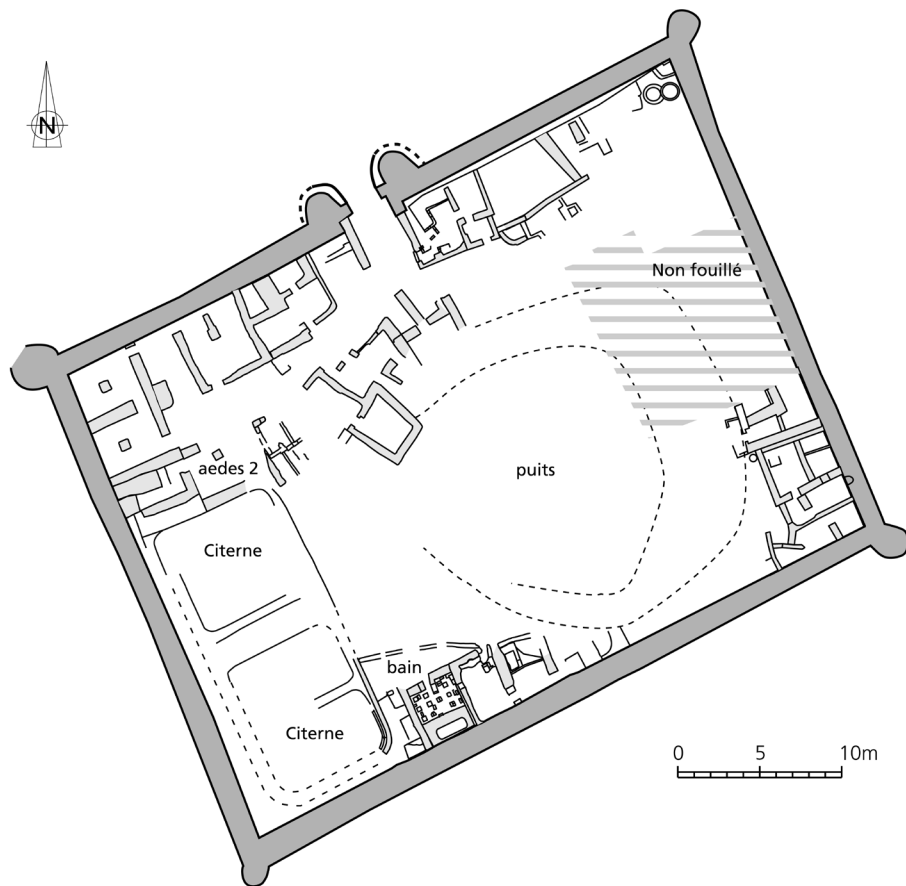 N
Non fouillé
aedes 2
puits
Citerne
bain
Citerne
0 5 10m